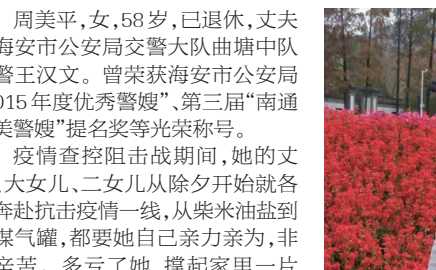 周美平,女,58岁,已退休,丈夫
海安市公安局交警大队曲塘中队
警王汉文。曾荣获海安市公安局
015年度优秀警嫂”、第三届“南通
美警嫂”提名奖等光荣称号。
疫情查控阻击战期间,她的丈
、大女儿、二女儿从除夕开始就各
奔赴抗击疫情一线,从柴米油盐到
煤气罐,都要她自己亲力亲为,非
辛苦。多亏了她,撑起家里一片